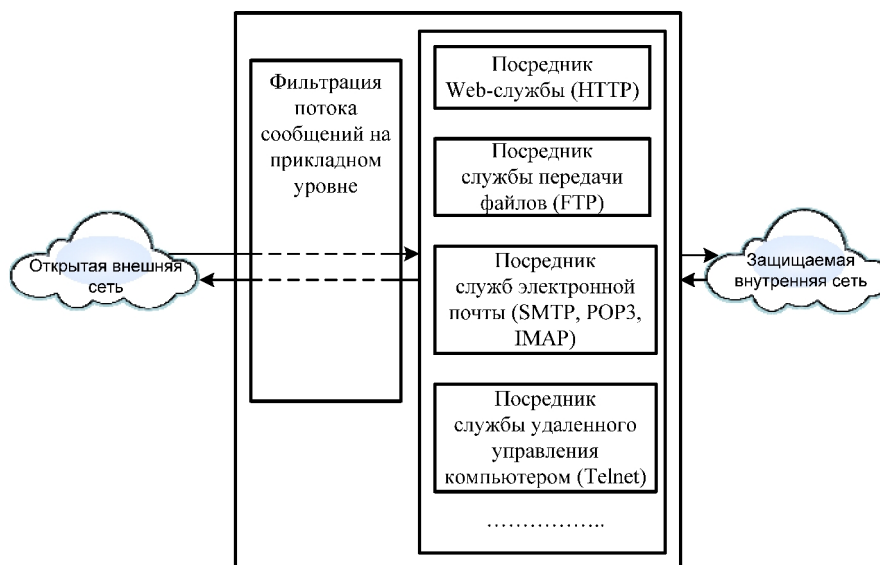 Фильтрация
потока
сообщений на
прикладном
уровне
Посредник
Web-службы (HTTP)
Посредник
службы передачи
файлов (FTP)
Посредник
служб электронной
почты (SMTP, POP3,
IMAP)
Посредник
службы удаленного
управления
компьютером (Telnet)
……………..
Открытая внешняя
сеть
Защищаемая
внутренняя сеть